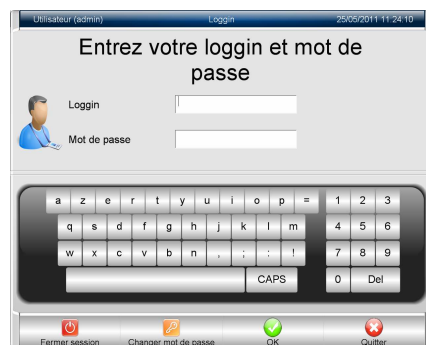 Utilisateur (admin) Loggin 25/05/2011 11:24:10
Entrez votre loggin et mot de
passe
Loggin
Mot de passe
a z e r t y u i o p = 1 2 3
q s d f g h j k l m 4 5 6
w x c v b n , ; : ! 7 8 9
CAPS 0 Del
Fermer session Changer mot de passe OK Quitter